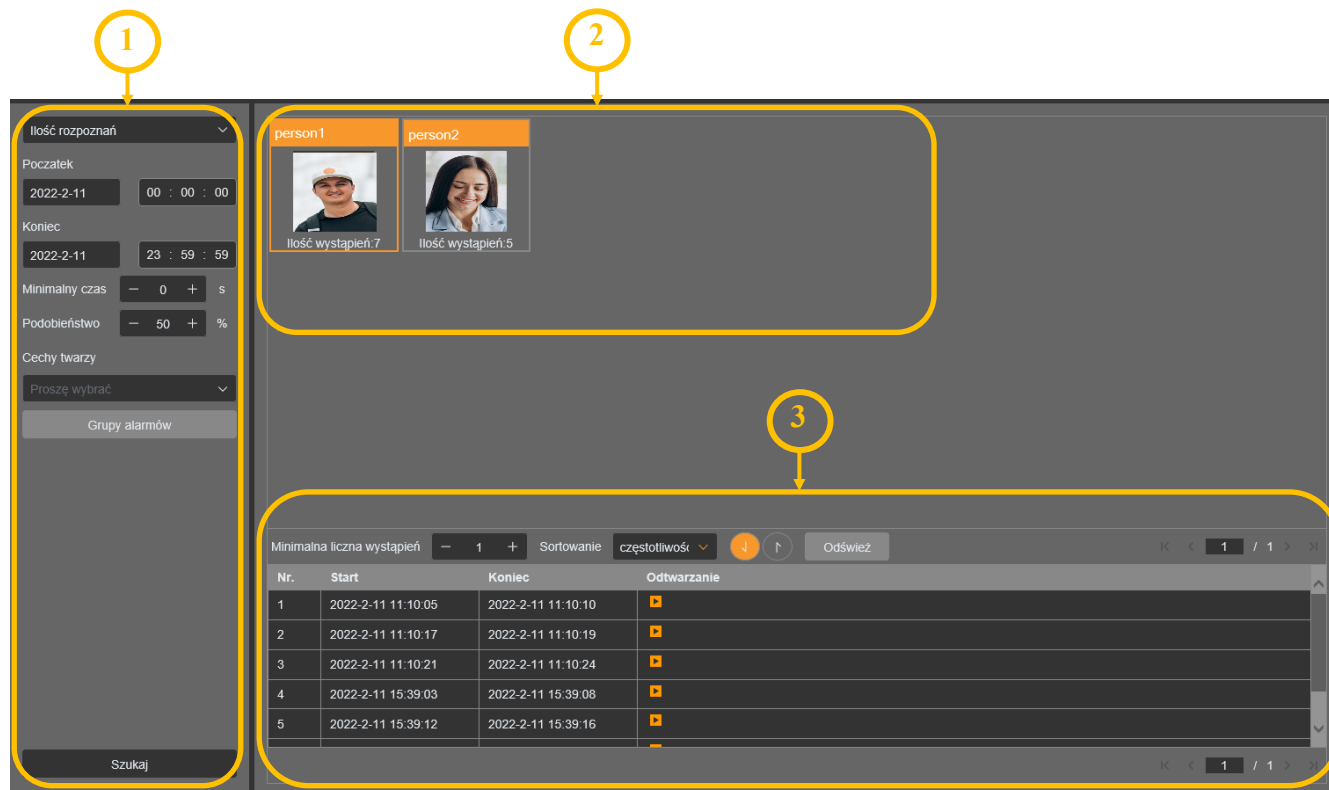 1
2
Ilość rozpoznań
Poczatek
2022-2-11 00 : 00 : 00
Koniec
2022-2-11 23 : 59 : 59
Minimalny czas − 0 + s
Podobieństwo − 50 + %
Cechy twarzy
Proszę wybrać
Grupy alarmów
Szukaj
person1
Ilość wystąpień:7
person2
Ilość wystąpień:5
3
Minimalna liczna wystąpień − 1 + Sortowanie częstotliwość Odśwież 1 / 1
Nr. Start Koniec Odtwarzanie
1 2022-2-11 11:10:05 2022-2-11 11:10:10
2 2022-2-11 11:10:17 2022-2-11 11:10:19
3 2022-2-11 11:10:21 2022-2-11 11:10:24
4 2022-2-11 15:39:03 2022-2-11 15:39:08
5 2022-2-11 15:39:12 2022-2-11 15:39:16
1 / 1